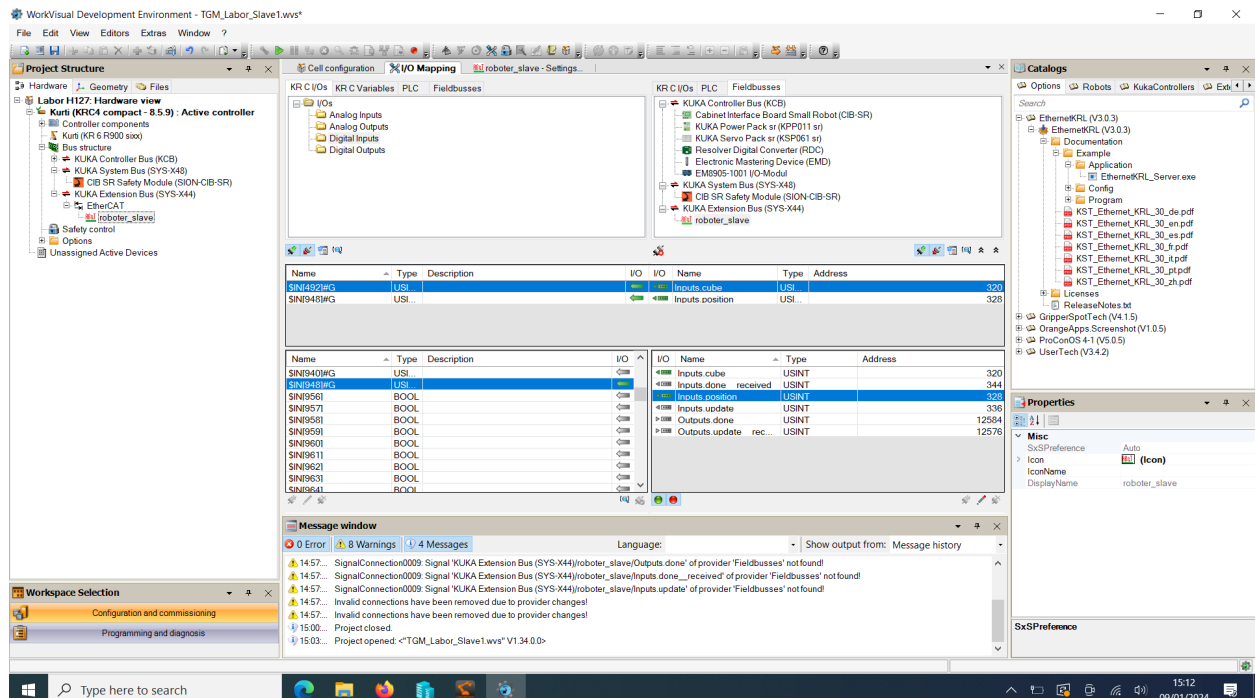 WorkVisual Development Environment - TGM_Labor_Slave1.wvs*
File Edit View Editors Extras Window ?
Project Structure
Hardware Geometry Files
Labor H127: Hardware view
Kurti (KRC4 compact - 8.5.9) : Active controller
Controller components
Kurti (KR 6 R900 sixx)
Bus structure
KUKA Controller Bus (KCB)
KUKA System Bus (SYS-X48)
CIB SR Safety Module (SION-CIB-SR)
KUKA Extension Bus (SYS-X44)
EtherCAT
roboter_slave
Safety control
Options
Unassigned Active Devices
Workspace Selection
Configuration and commissioning
Programming and diagnosis
Cell configuration I/O Mapping roboter_slave - Settings...
KR C I/Os KR C Variables PLC Fieldbusses
I/Os
Analog Inputs
Analog Outputs
Digital Inputs
Digital Outputs
KR C I/Os PLC Fieldbusses
KUKA Controller Bus (KCB)
Cabinet Interface Board Small Robot (CIB-SR)
KUKA Power Pack sr (KPP011 sr)
KUKA Servo Pack sr (KSP061 sr)
Resolver Digital Converter (RDC)
Electronic Mastering Device (EMD)
EM8905-1001 I/O-Modul
KUKA System Bus (SYS-X48)
CIB SR Safety Module (SION-CIB-SR)
KUKA Extension Bus (SYS-X44)
roboter_slave
Name Type Description I/O I/O Name Type Address
$IN[492]#G USI... Inputs.cube USI... 320
$IN[948]#G USI... Inputs.position USI... 328
Name Type Description I/O
$IN[940]#G USI...
$IN[948]#G USI...
$IN[956] BOOL
$IN[957] BOOL
$IN[958] BOOL
$IN[959] BOOL
$IN[960] BOOL
$IN[961] BOOL
$IN[962] BOOL
$IN[963] BOOL
$IN[964] BOOL
I/O Name Type Address
Inputs.cube USINT 320
Inputs.done__received USINT 344
Inputs.position USINT 328
Inputs.update USINT 336
Outputs.done USINT 12584
Outputs.update__rec... USINT 12576
Message window
0 Error 8 Warnings 4 Messages Language: Show output from: Message history
14:57:... SignalConnection0009: Signal 'KUKA Extension Bus (SYS-X44)/roboter_slave/Outputs.done' of provider 'Fieldbusses' not found!
14:57:... SignalConnection0009: Signal 'KUKA Extension Bus (SYS-X44)/roboter_slave/Inputs.done__received' of provider 'Fieldbusses' not found!
14:57:... SignalConnection0009: Signal 'KUKA Extension Bus (SYS-X44)/roboter_slave/Inputs.update' of provider 'Fieldbusses' not found!
14:57:... Invalid connections have been removed due to provider changes!
14:57:... Invalid connections have been removed due to provider changes!
15:00:... Project closed.
15:03:... Project opened: <"TGM_Labor_Slave1.wvs" V1.34.0.0>
Catalogs
Options Robots KukaControllers Ext
Search
EthernetKRL (V3.0.3)
EthernetKRL (V3.0.3)
Documentation
Example
Application
EthernetKRL_Server.exe
Config
Program
KST_Ethernet_KRL_30_de.pdf
KST_Ethernet_KRL_30_en.pdf
KST_Ethernet_KRL_30_es.pdf
KST_Ethernet_KRL_30_fr.pdf
KST_Ethernet_KRL_30_it.pdf
KST_Ethernet_KRL_30_pt.pdf
KST_Ethernet_KRL_30_zh.pdf
Licenses
ReleaseNotes.txt
GripperSpotTech (V4.1.5)
OrangeApps.Screenshot (V1.0.5)
ProConOS 4-1 (V5.0.5)
UserTech (V3.4.2)
Properties
Misc
SxSPreference Auto
Icon (Icon)
IconName
DisplayName roboter_slave
SxSPreference
Type here to search
15:12
09/01/2024